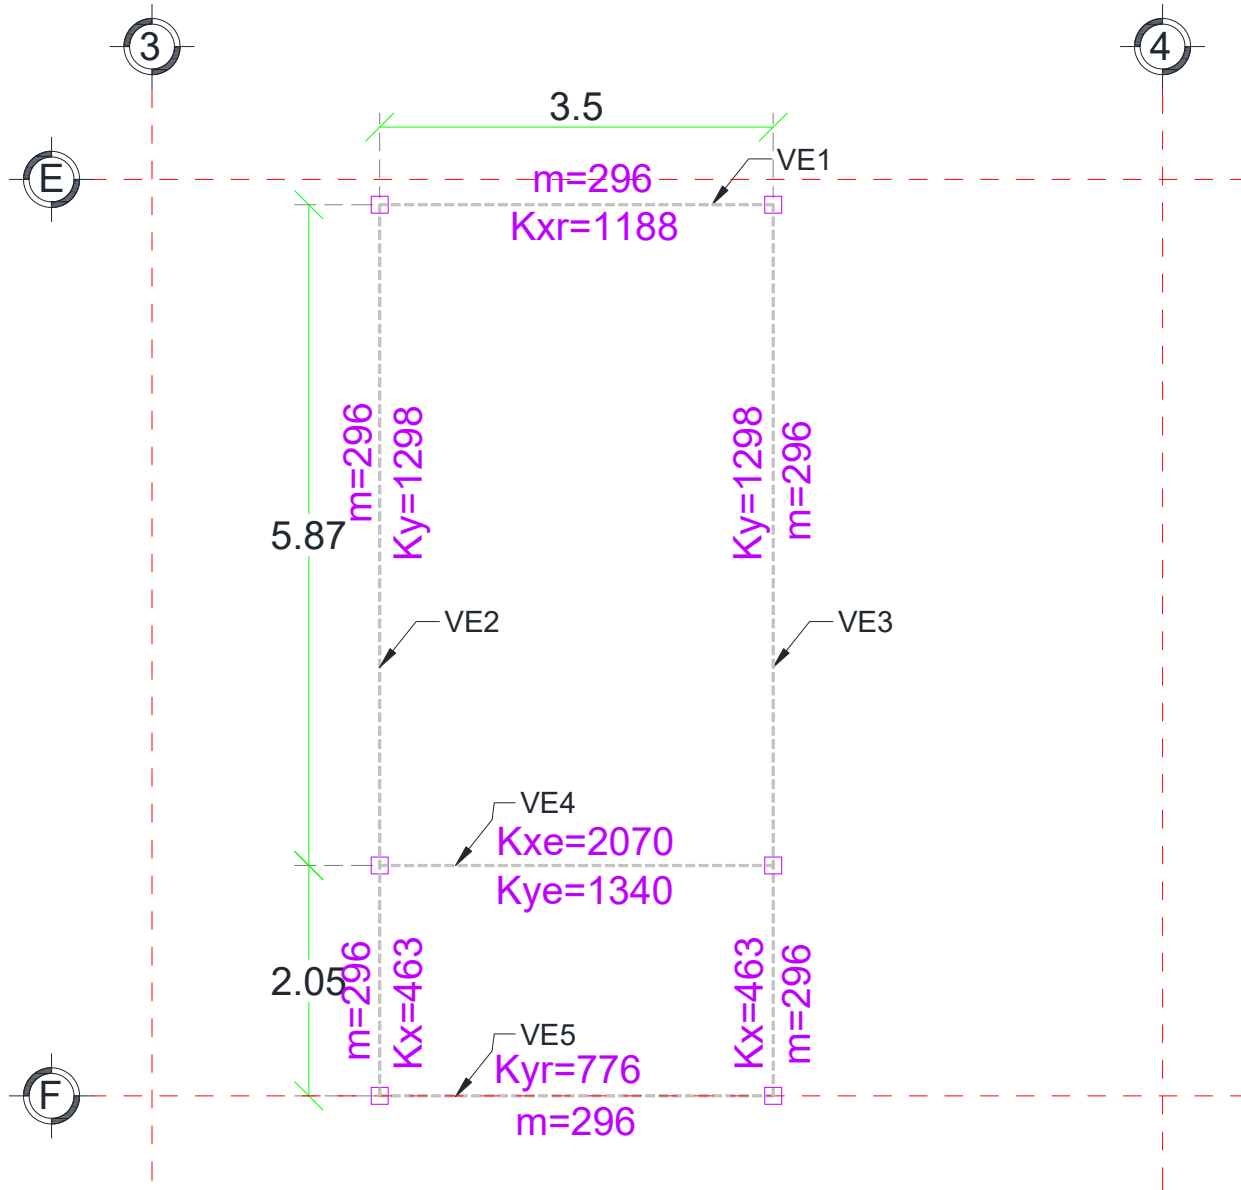 3
4
3.5
E
VE1
m=296
Kxr=1188
m=296
Ky=1298
Ky=1298
m=296
5.87
VE2
VE3
VE4
Kxe=2070
Kye=1340
m=296
Kx=463
Kx=463
m=296
2.05
VE5
Kyr=776
F
m=296